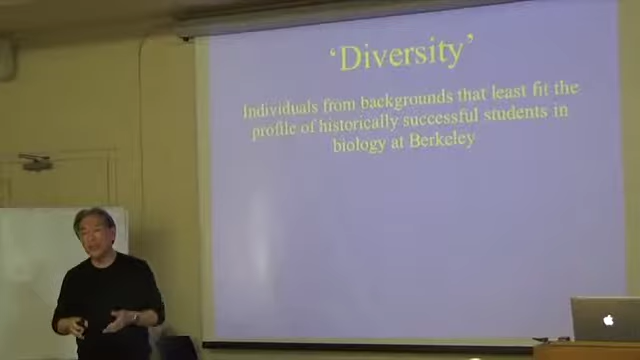 ‘Diversity’
Individuals from backgrounds that least fit the
profile of historically successful students in
biology at Berkeley